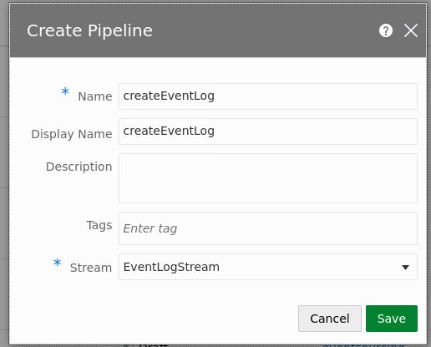 Create Pipeline
?
* Name createEventLog
Display Name createEventLog
Description
Tags Enter tag
* Stream EventLogStream
Cancel Save